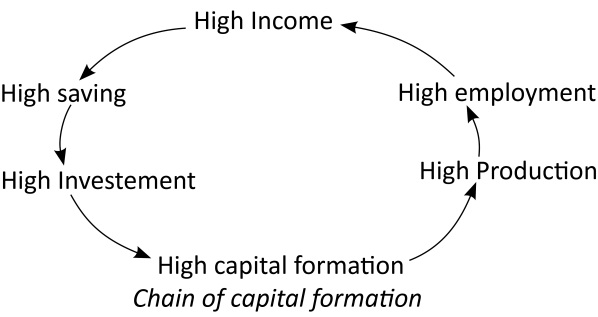 High Income
High saving
High employment
High Production
High Investement
High capital formation
Chain of capital formation